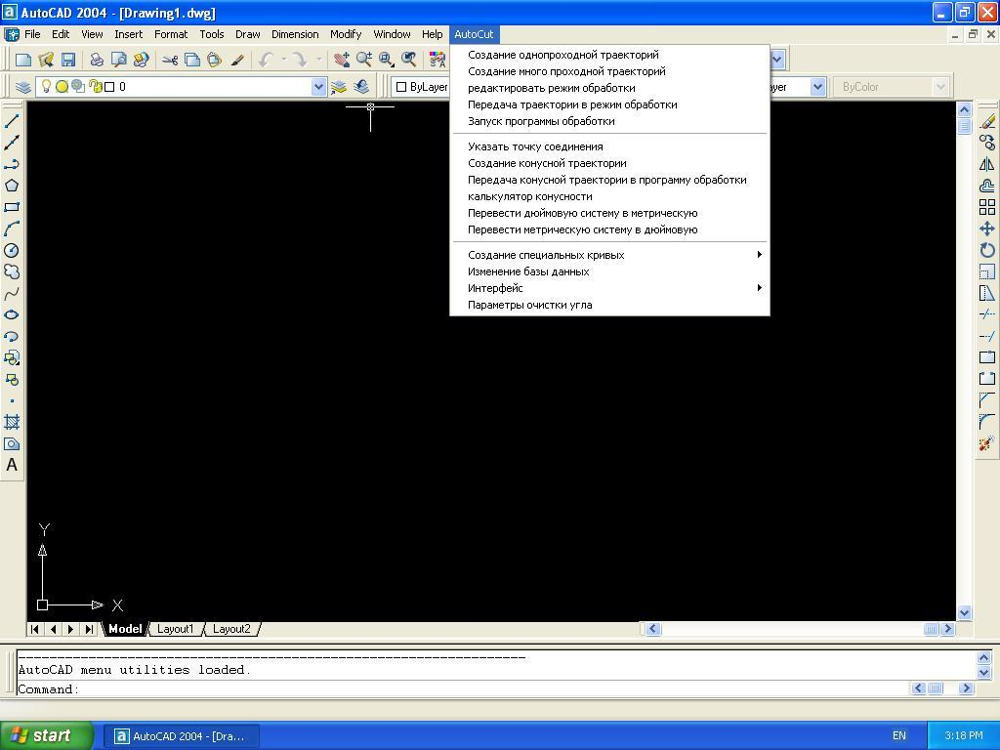 AutoCAD 2004 - [Drawing1.dwg]
File Edit View Insert Format Tools Draw Dimension Modify Window Help AutoCut
0 ByLayer ayer ByColor
Создание однопроходной траекторий
Создание много проходной траекторий
редактировать режим обработки
Передача траектории в режим обработки
Запуск программы обработки
Указать точку соединения
Создание конусной траектории
Передача конусной траектории в программу обработки
калькулятор конусности
Перевести дюймовую систему в метрическую
Перевести метрическую систему в дюймовую
Создание специальных кривых
Изменение базы данных
Интерфейс
Параметры очистки угла
A
Y
X
Model Layout1 Layout2
AutoCAD menu utilities loaded.
Command:
start AutoCAD 2004 - [Dra... EN 3:18 PM